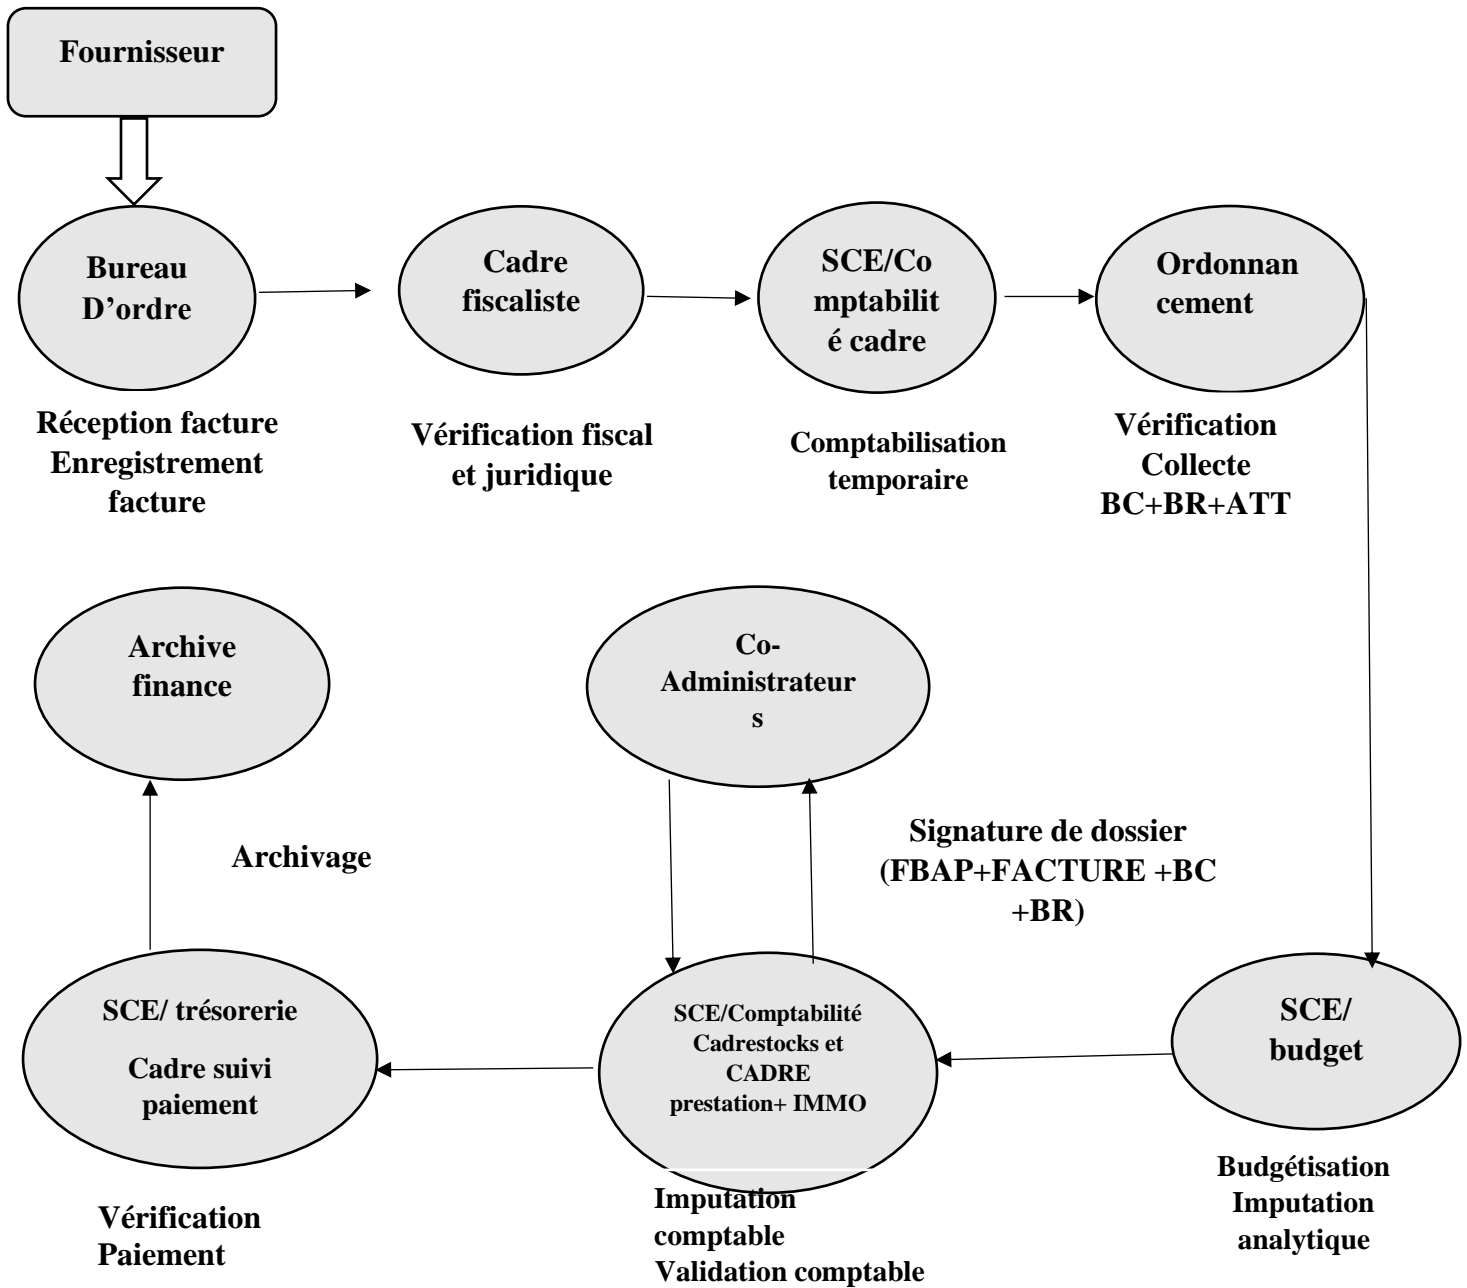 Fournisseur
Bureau
D’ordre
Cadre
fiscaliste
SCE/Co
mptabilit
é cadre
Ordonnan
cement
Réception facture
Enregistrement
facture
Vérification fiscal
et juridique
Comptabilisation
temporaire
Vérification
Collecte
BC+BR+ATT
Archive
finance
Co-
Administrateur
s
Archivage
Signature de dossier
(FBAP+FACTURE +BC
+BR)
SCE/ trésorerie
Cadre suivi
paiement
SCE/Comptabilité
Cadrestocks et
CADRE
prestation+ IMMO
SCE/
budget
Vérification
Paiement
Imputation
comptable
Validation comptable
Budgétisation
Imputation
analytique